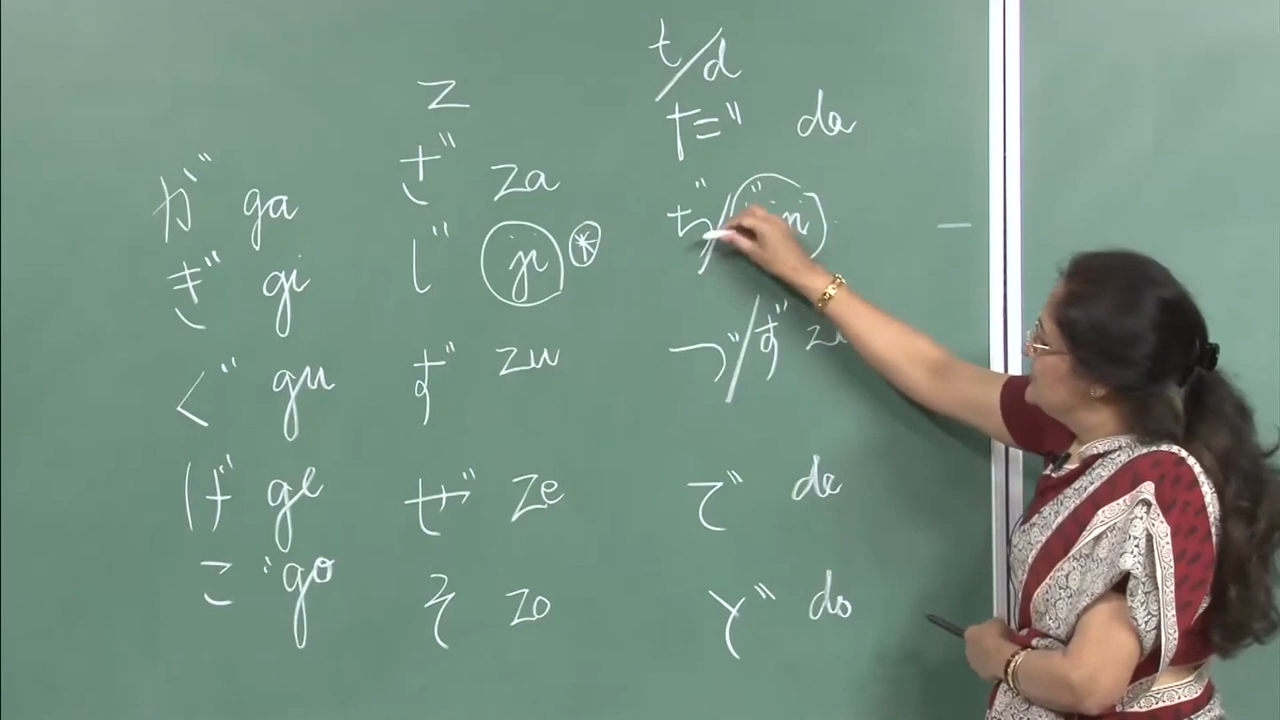 が ga
ぎ gi
ぐ gu
げ ge
ご go
z
ざ za
じ ji *
ず zu
ぜ ze
そ zo
t/d
だ da
ぢ/
づ/ず
で de
ど do